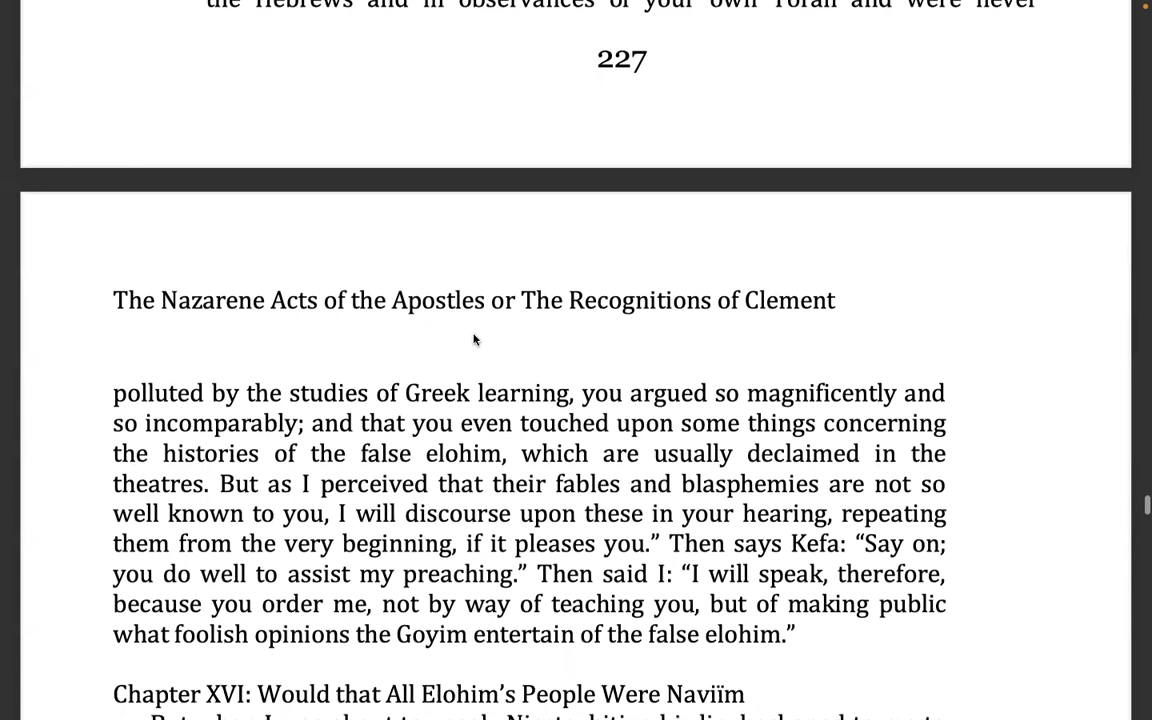 the Hebrews and in observances of your own Torah and were never
227
The Nazarene Acts of the Apostles or The Recognitions of Clement
polluted by the studies of Greek learning, you argued so magnificently and
so incomparably; and that you even touched upon some things concerning
the histories of the false elohim, which are usually declaimed in the
theatres. But as I perceived that their fables and blasphemies are not so
well known to you, I will discourse upon these in your hearing, repeating
them from the very beginning, if it pleases you.” Then says Kefa: “Say on;
you do well to assist my preaching.” Then said I: “I will speak, therefore,
because you order me, not by way of teaching you, but of making public
what foolish opinions the Goyim entertain of the false elohim.”
Chapter XVI: Would that All Elohim’s People Were Naviïm